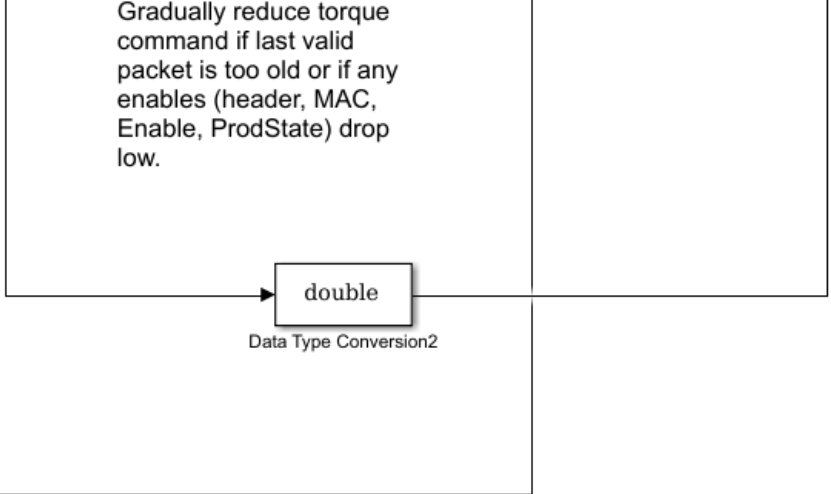 Gradually reduce torque
command if last valid
packet is too old or if any
enables (header, MAC,
Enable, ProdState) drop
low.
double
Data Type Conversion2